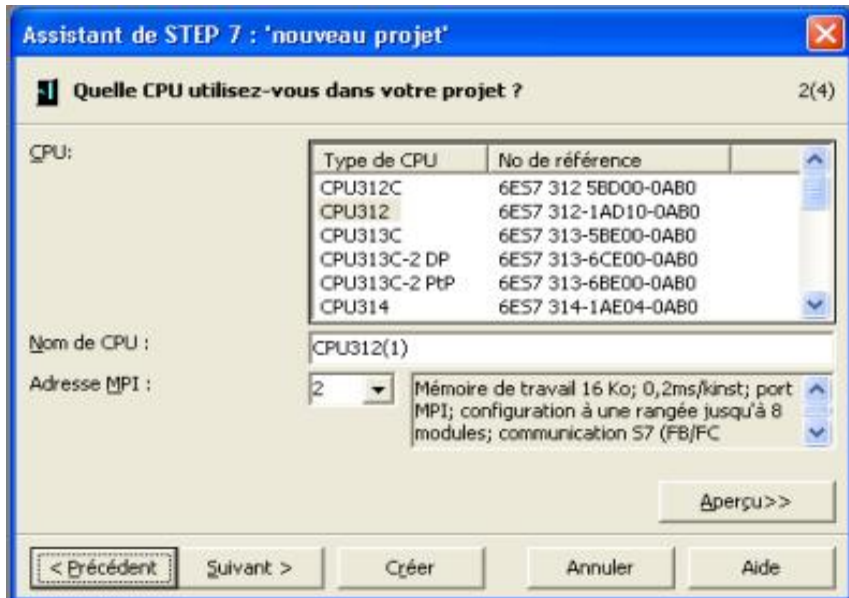 Assistant de STEP 7 : 'nouveau projet'
Quelle CPU utilisez-vous dans votre projet ? 2(4)
CPU:
Type de CPU No de référence
CPU312C 6ES7 312 5BD00-0AB0
CPU312 6ES7 312-1AD10-0AB0
CPU313C 6ES7 313-5BE00-0AB0
CPU313C-2 DP 6ES7 313-6CE00-0AB0
CPU313C-2 PtP 6ES7 313-6BE00-0AB0
CPU314 6ES7 314-1AE04-0AB0
Nom de CPU : CPU312(1)
Adresse MPI : 2
Mémoire de travail 16 Ko; 0,2ms/kinst; port
MPI; configuration à une rangée jusqu'à 8
modules; communication S7 (FB/FC
Aperçu>>
< Précédent Suivant > Créer Annuler Aide